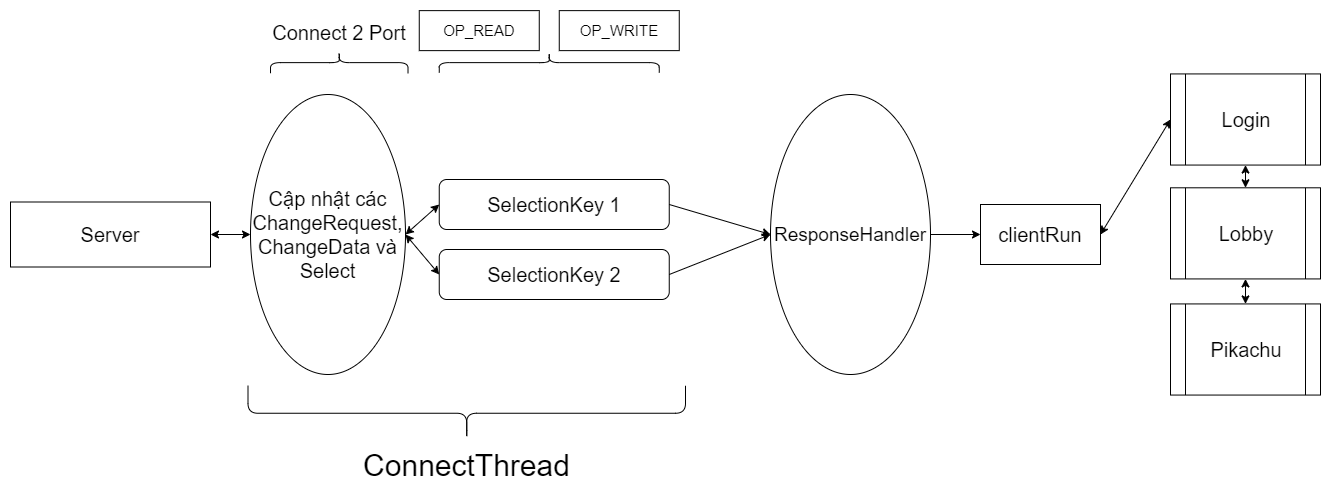 Connect 2 Port
OP_READ
OP_WRITE
Server
Cập nhật các
ChangeRequest,
ChangeData và
Select
SelectionKey 1
SelectionKey 2
ResponseHandler
clientRun
Login
Lobby
Pikachu
ConnectThread